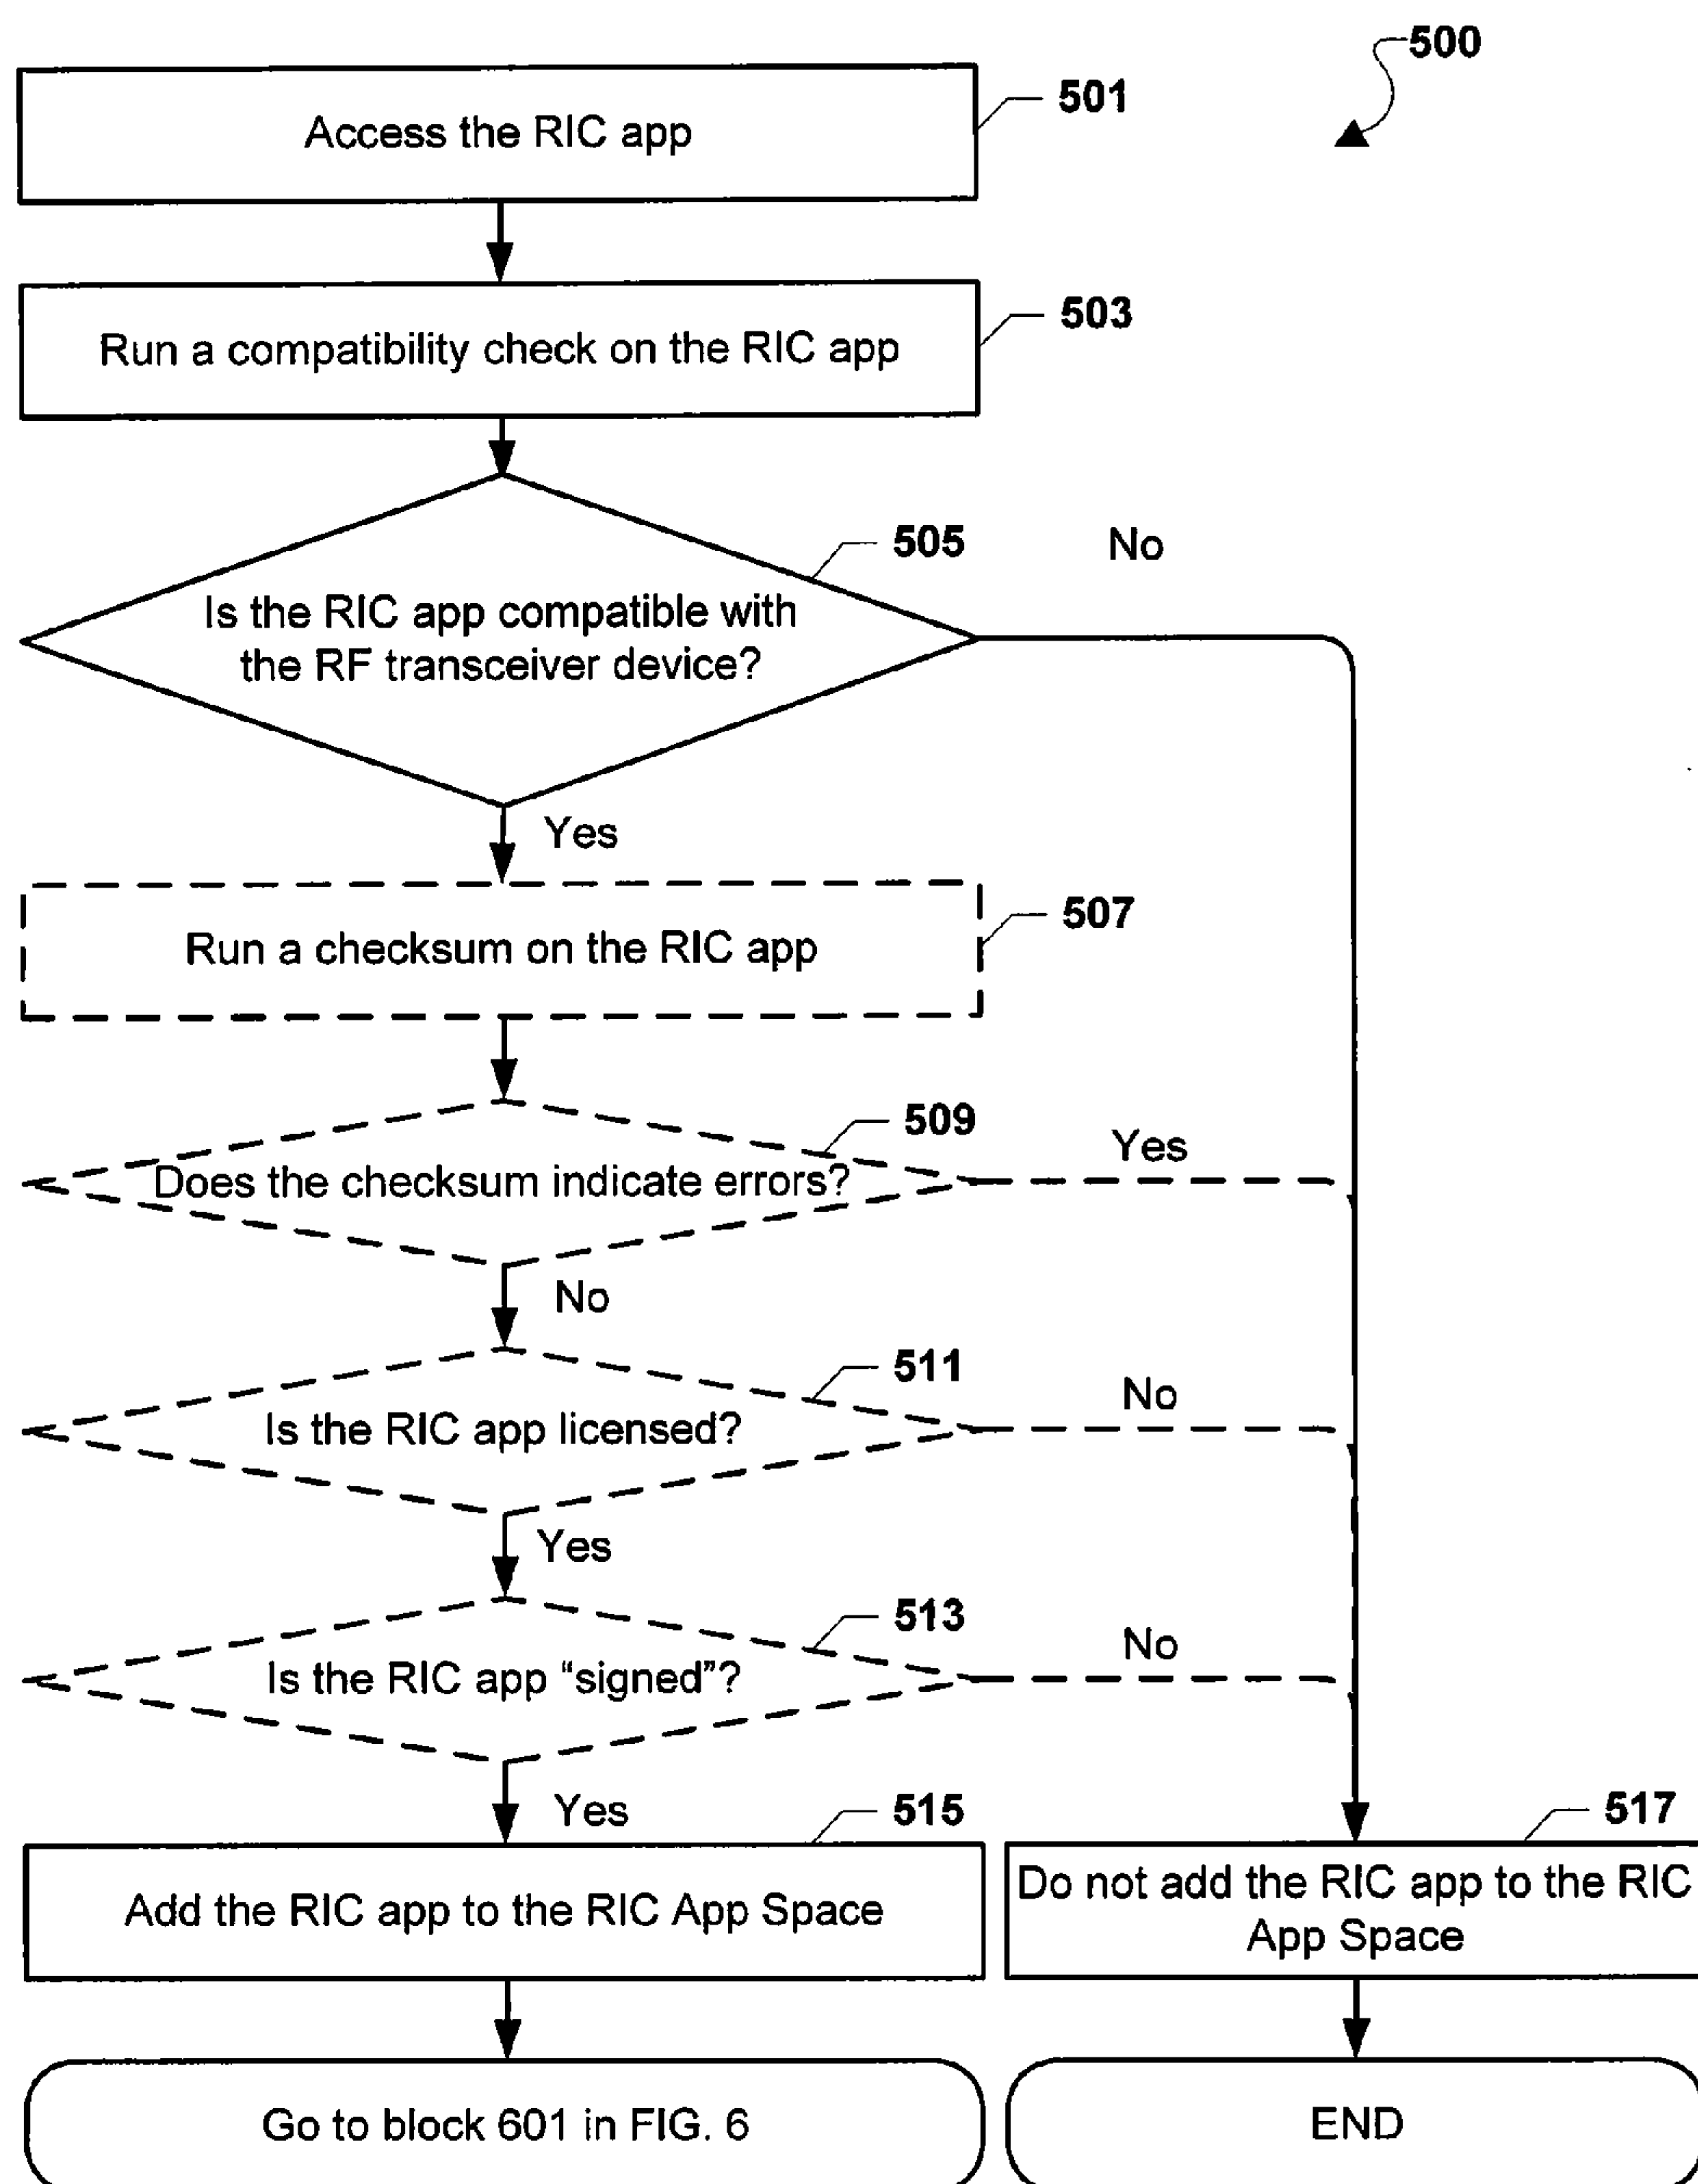 500
Access the RIC app
501
Run a compatibility check on the RIC app
503
505
No
Is the RIC app compatible with
the RF transceiver device?
Yes
Run a checksum on the RIC app
507
509
Yes
Does the checksum indicate errors?
No
511
No
Is the RIC app licensed?
Yes
513
No
Is the RIC app “signed”?
Yes
515
517
Add the RIC app to the RIC App Space
Do not add the RIC app to the RIC
App Space
Go to block 601 in FIG. 6
END